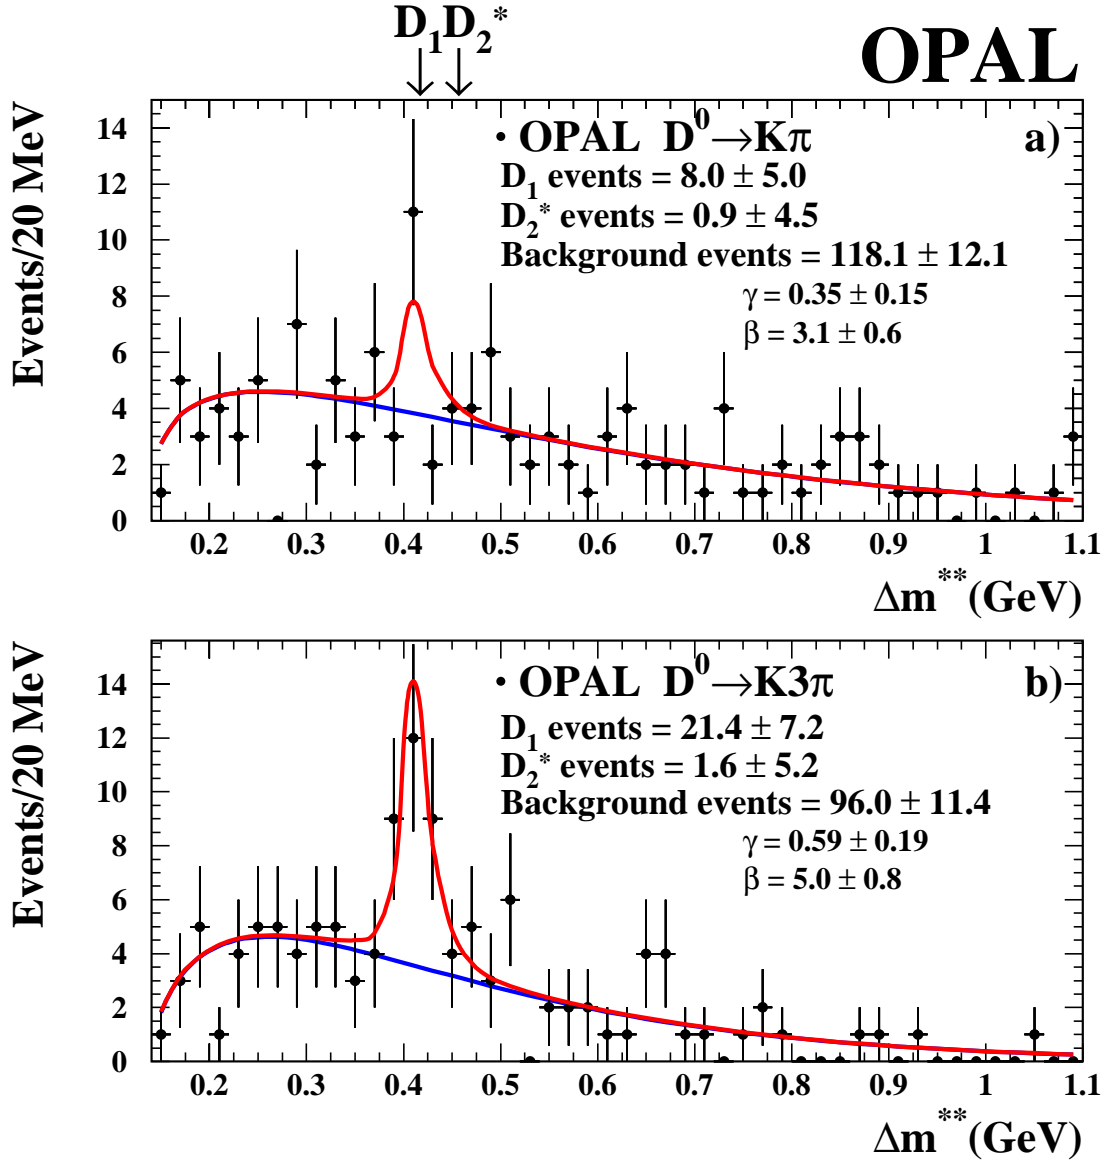 D₁ D₂*
OPAL
Events/20 MeV
14
12
10
8
6
4
2
0
• OPAL D⁰→Kπ
a)
D₁ events = 8.0 ± 5.0
D₂* events = 0.9 ± 4.5
Background events = 118.1 ± 12.1
γ = 0.35 ± 0.15
β = 3.1 ± 0.6
0.2 0.3 0.4 0.5 0.6 0.7 0.8 0.9 1 1.1
Δm** (GeV)
Events/20 MeV
14
12
10
8
6
4
2
0
• OPAL D⁰→K3π
b)
D₁ events = 21.4 ± 7.2
D₂* events = 1.6 ± 5.2
Background events = 96.0 ± 11.4
γ = 0.59 ± 0.19
β = 5.0 ± 0.8
0.2 0.3 0.4 0.5 0.6 0.7 0.8 0.9 1 1.1
Δm** (GeV)